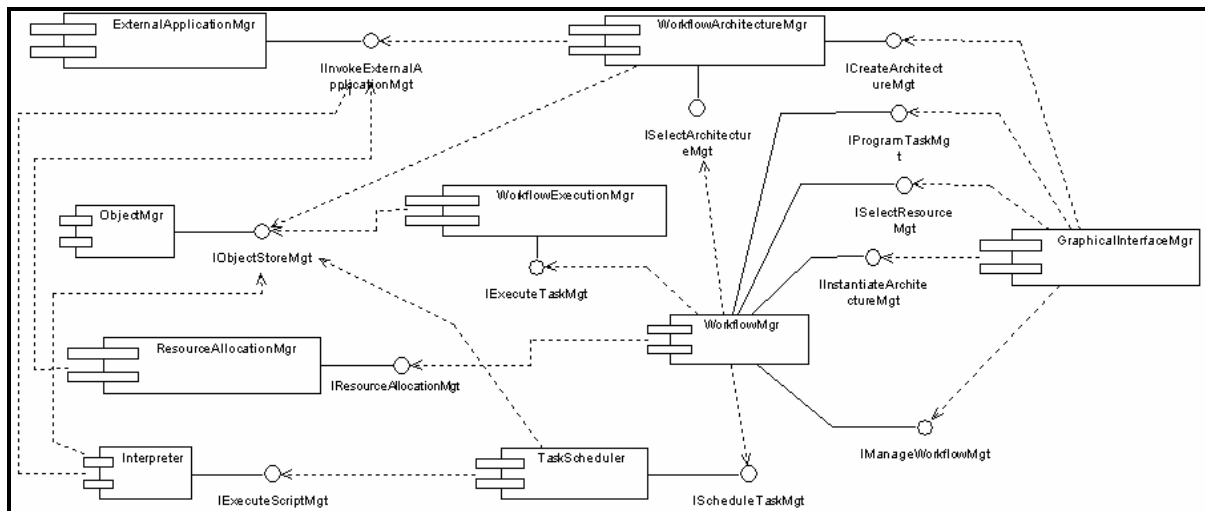 ExternalApplicationMgr
WorkflowArchitectureMgr
IInvokeExternalA
pplicationMgt
ICreateArchitect
ureMgt
ISelectArchitectur
eMgt
IProgramTaskMg
t
ObjectMgr
WorkflowExecutionMgr
ISelectResource
Mgt
GraphicalInterfaceMgr
IObjectStoreMgt
IExecuteTaskMgt
IInstantiateArchite
ctureMgt
WorkflowMgr
ResourceAllocationMgr
IResourceAllocationMgt
Interpreter
TaskScheduler
IManageWorkflowMgt
IExecuteScriptMgt
IScheduleTaskMgt